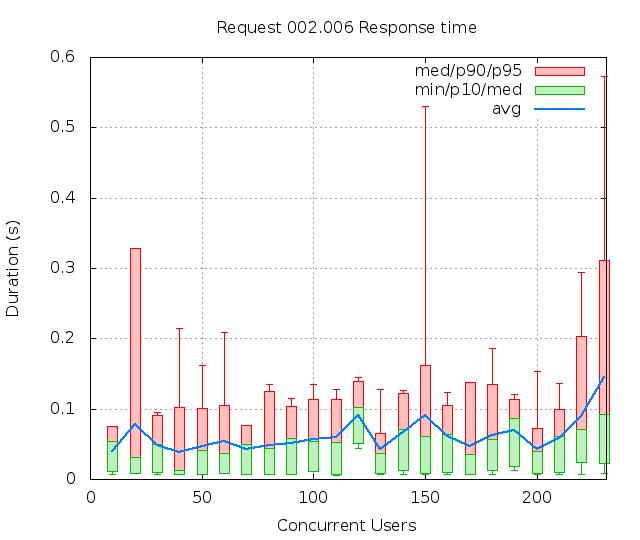 Request 002.006 Response time
med/p90/p95
min/p10/med
avg
Duration (s)
0.6
0.5
0.4
0.3
0.2
0.1
0
0 50 100 150 200
Concurrent Users